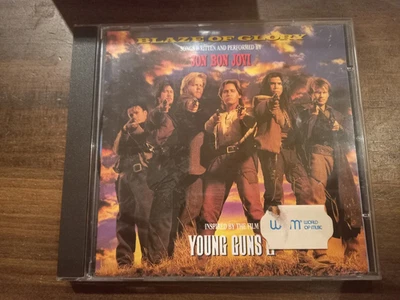 BLAZE OF GLORY
SONGS WRITTEN AND PERFORMED BY
JON BON JOVI
INSPIRED BY THE FILM
YOUNG GUNS II
WOM WORLD
OF MUSIC